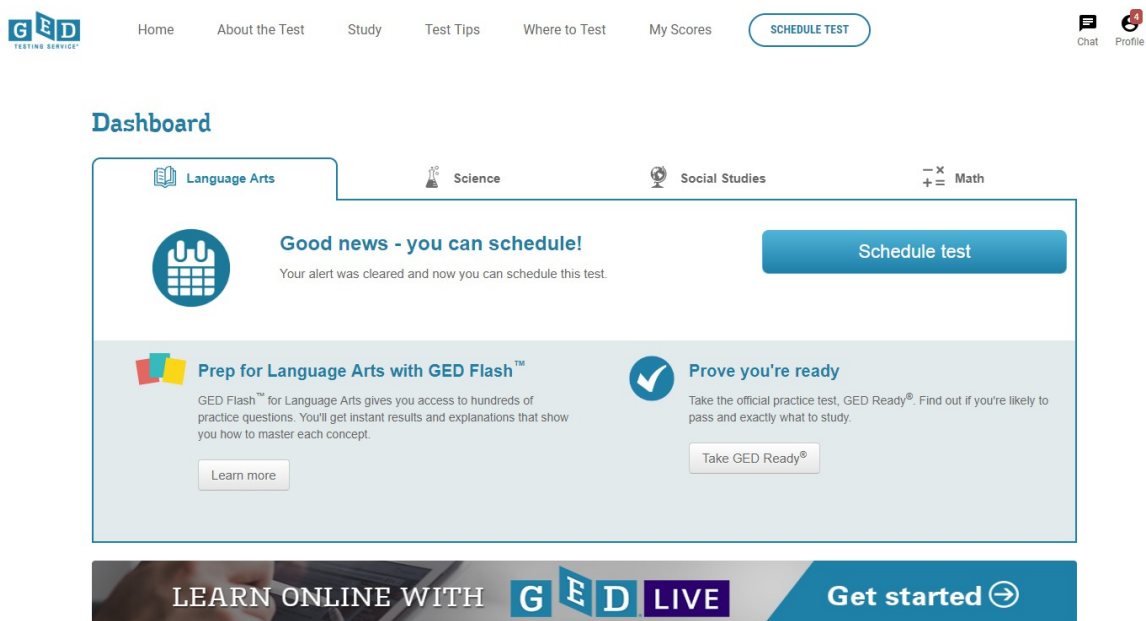 GED
TESTING SERVICE®
Home About the Test Study Test Tips Where to Test My Scores SCHEDULE TEST
4
Chat Profile
Dashboard
Language Arts Science Social Studies Math
Good news - you can schedule!
Schedule test
Your alert was cleared and now you can schedule this test.
Prep for Language Arts with GED Flash™
GED Flash™ for Language Arts gives you access to hundreds of
practice questions. You'll get instant results and explanations that show
you how to master each concept.
Learn more
Prove you're ready
Take the official practice test, GED Ready®. Find out if you're likely to
pass and exactly what to study.
Take GED Ready®
LEARN ONLINE WITH GED LIVE Get started